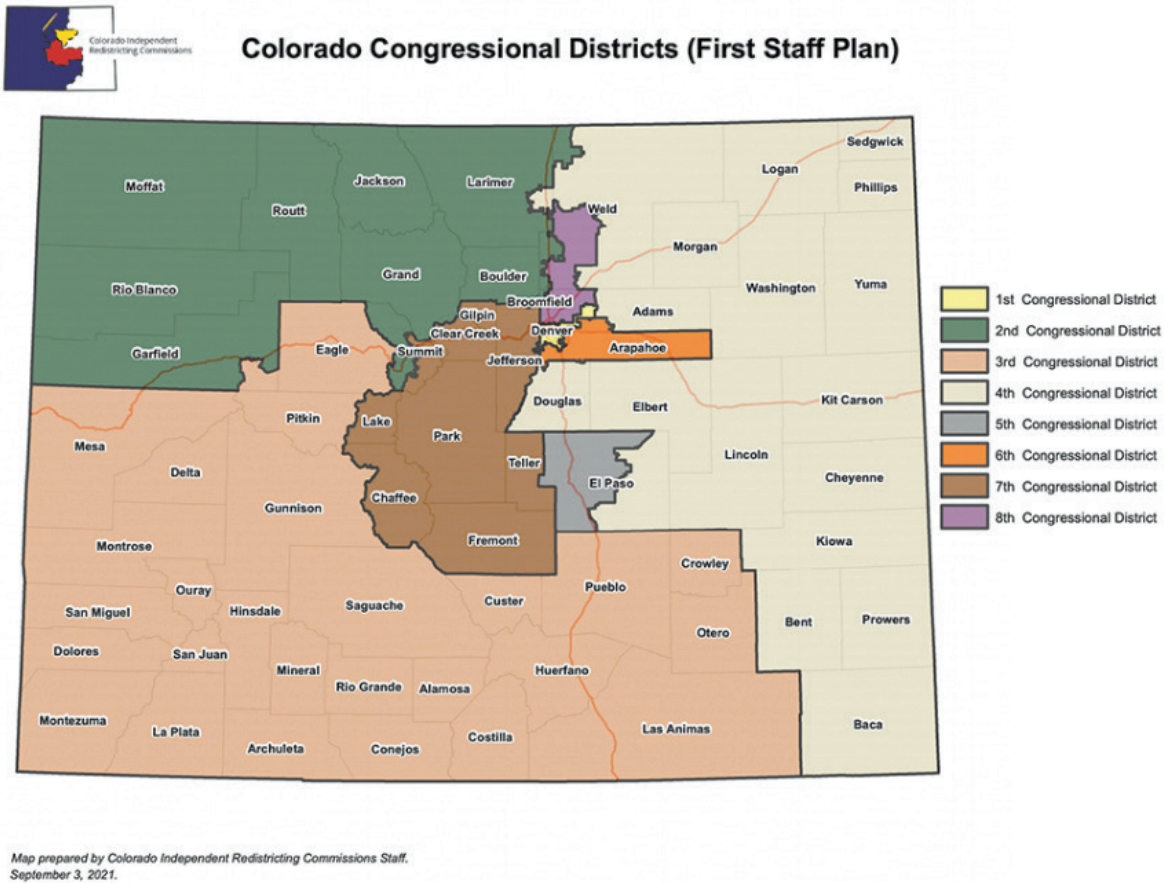 Colorado Independent
Redistricting Commissions
Colorado Congressional Districts (First Staff Plan)
Sedgwick
Logan
Phillips
Moffat
Jackson
Larimer
Routt
Weld
Morgan
Grand
Boulder
Washington
Yuma
Rio Blanco
Broomfield
Gilpin
Adams
Clear Creek
Denver
Garfield
Eagle
Summit
Jefferson
Arapahoe
Pitkin
Lake
Douglas
Elbert
Kit Carson
Mesa
Park
Delta
Teller
Lincoln
Cheyenne
Gunnison
Chaffee
El Paso
Montrose
Fremont
Kiowa
Crowley
Ouray
Pueblo
San Miguel
Hinsdale
Saguache
Custer
Bent
Prowers
Otero
Dolores
San Juan
Mineral
Huerfano
Rio Grande
Alamosa
Montezuma
La Plata
Costilla
Las Animas
Baca
Archuleta
Conejos
1st Congressional District
2nd Congressional District
3rd Congressional District
4th Congressional District
5th Congressional District
6th Congressional District
7th Congressional District
8th Congressional District
Map prepared by Colorado Independent Redistricting Commissions Staff.
September 3, 2021.